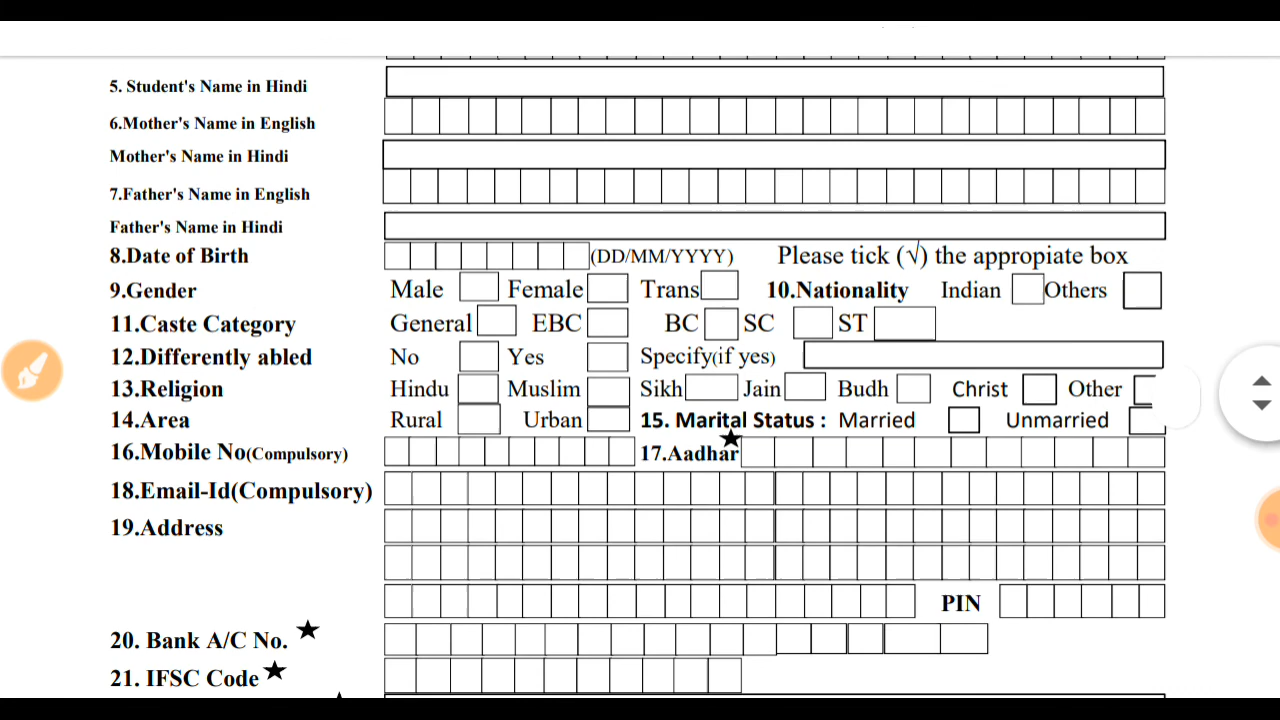 5. Student's Name in Hindi
6.Mother's Name in English
Mother's Name in Hindi
7.Father's Name in English
Father's Name in Hindi
8.Date of Birth (DD/MM/YYYY) Please tick (√) the appropiate box
9.Gender Male Female Trans 10.Nationality Indian Others
11.Caste Category General EBC BC SC ST
12.Differently abled No Yes Specify(if yes)
13.Religion Hindu Muslim Sikh Jain Budh Christ Other
14.Area Rural Urban 15. Marital Status : Married Unmarried
16.Mobile No(Compulsory) 17.Aadhar★
18.Email-Id(Compulsory)
19.Address
PIN
20. Bank A/C No. ★
21. IFSC Code ★